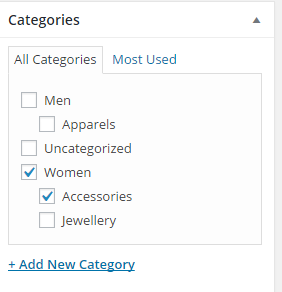 Categories
All Categories Most Used
Men
Apparels
Uncategorized
Women
Accessories
Jewellery
+ Add New Category